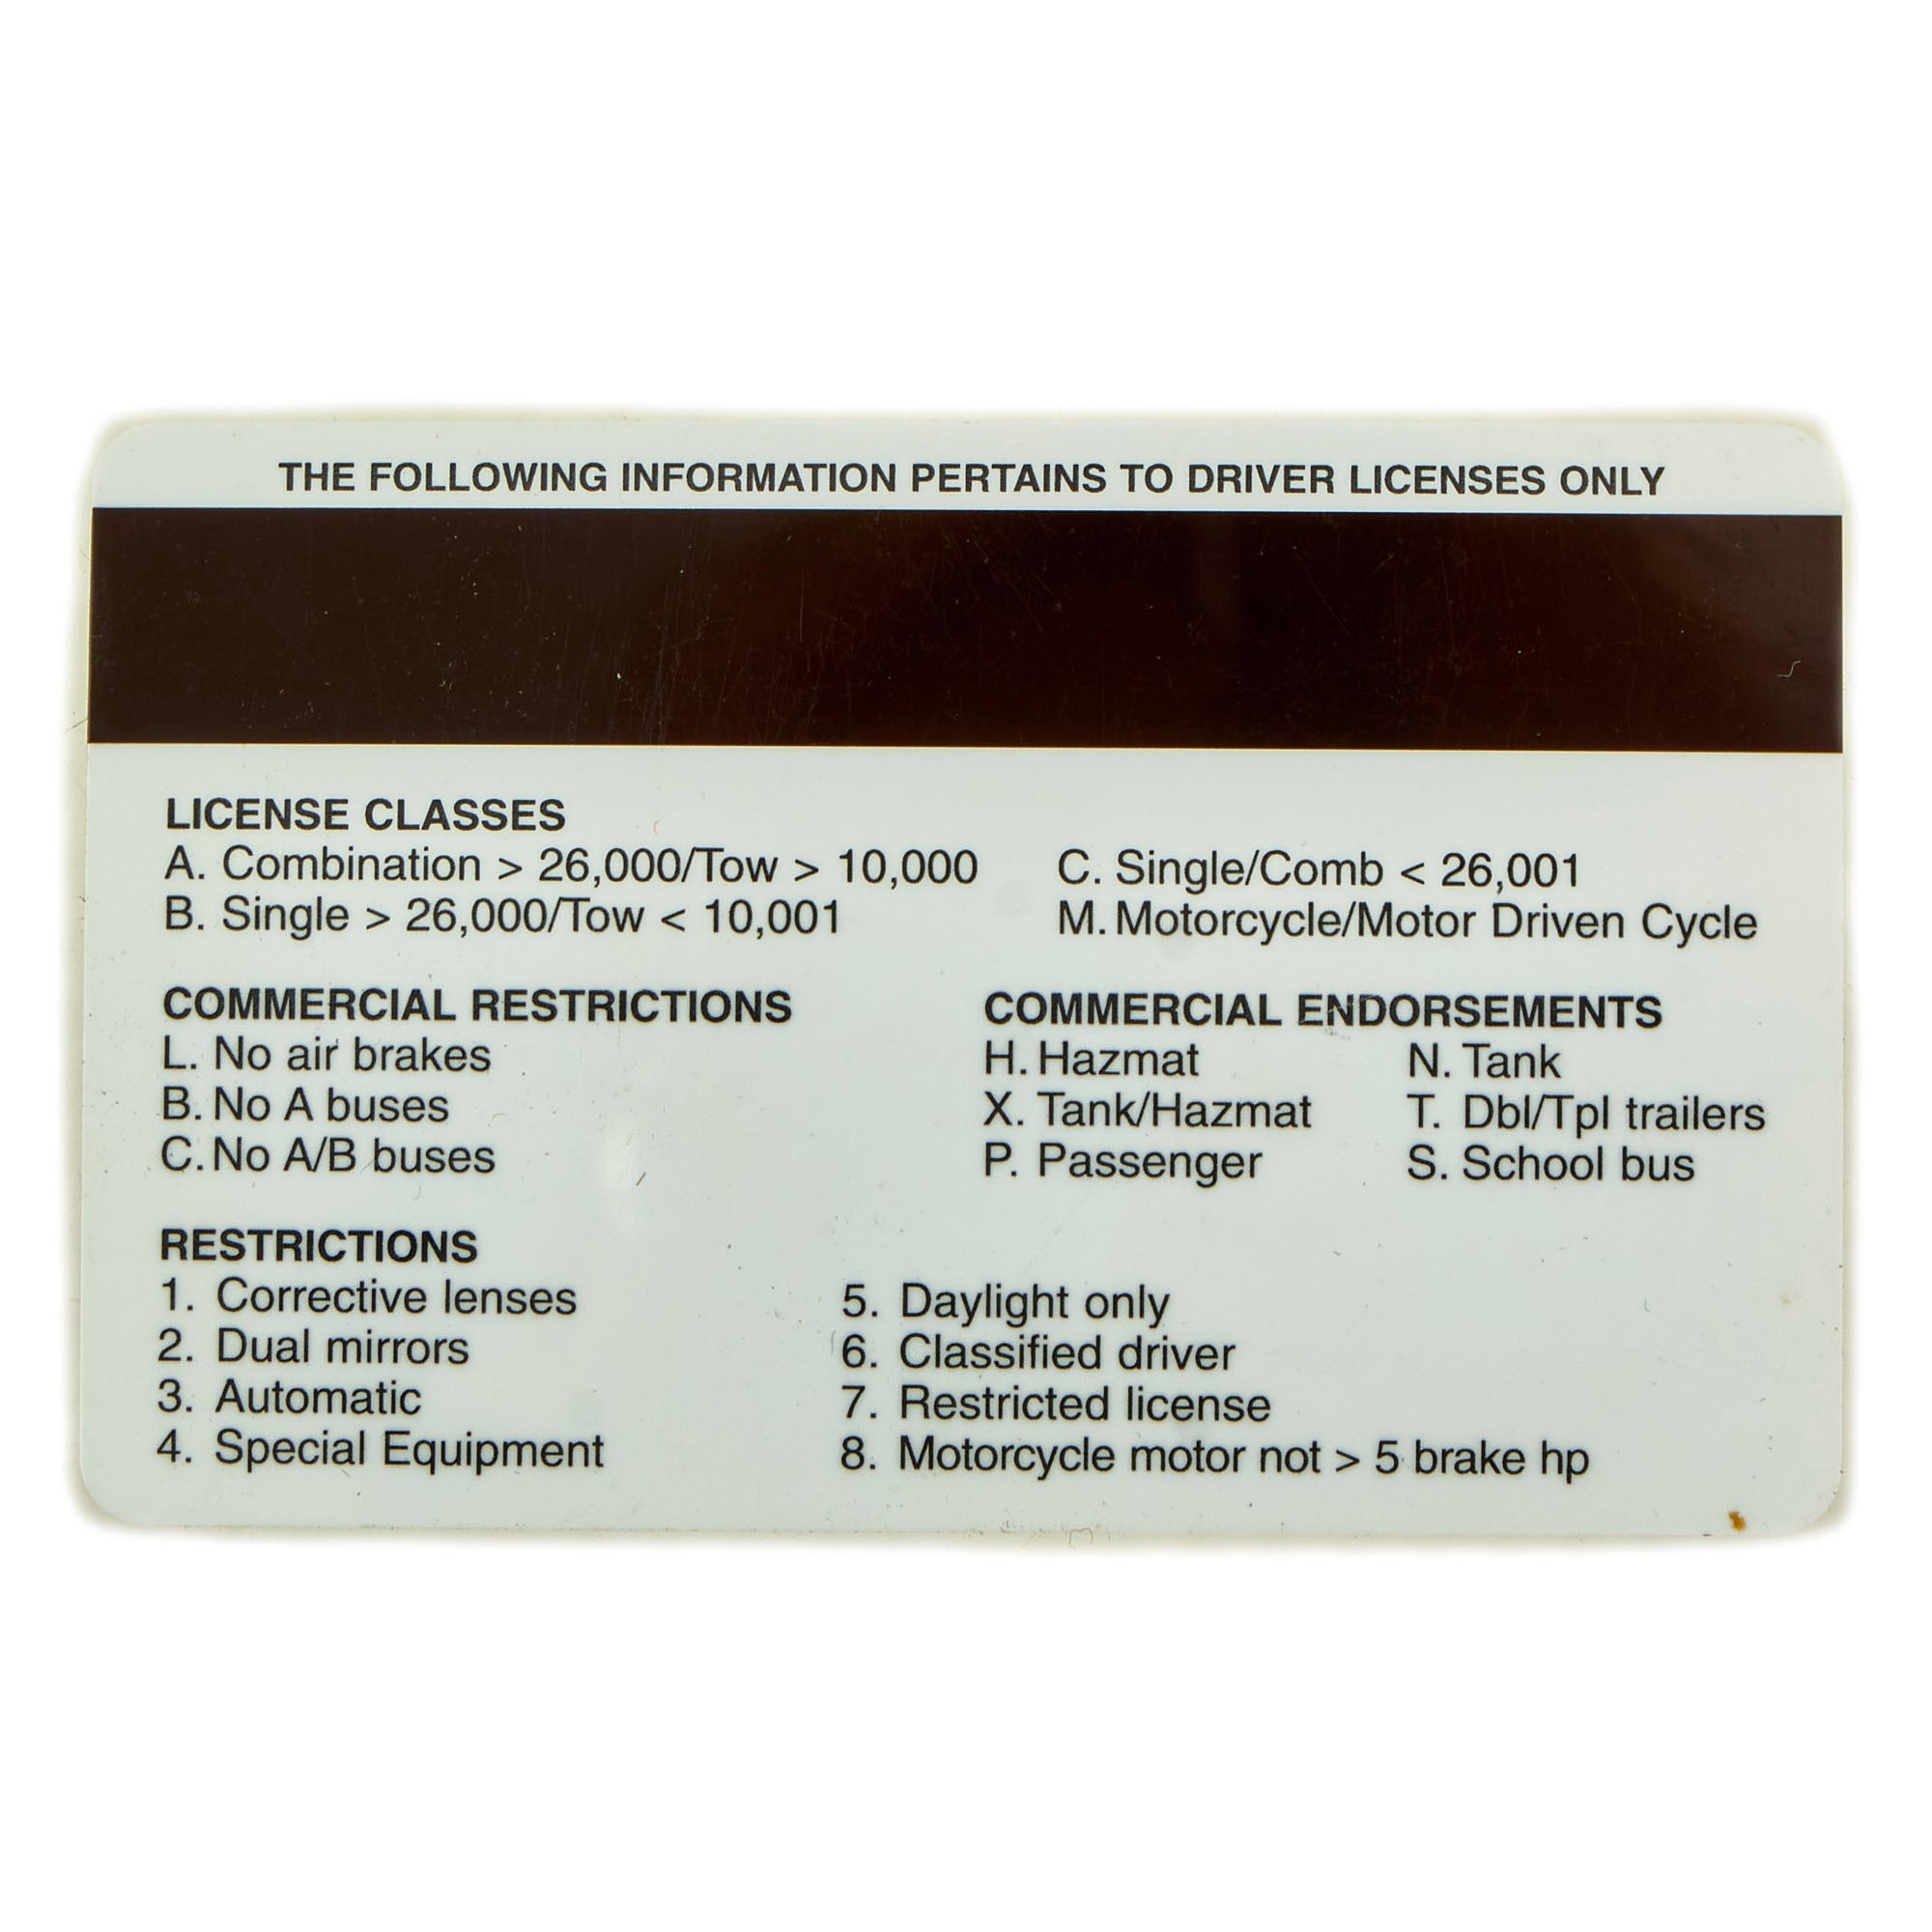 THE FOLLOWING INFORMATION PERTAINS TO DRIVER LICENSES ONLY
LICENSE CLASSES
A. Combination > 26,000/Tow > 10,000
B. Single > 26,000/Tow < 10,001
C. Single/Comb < 26,001
M. Motorcycle/Motor Driven Cycle
COMMERCIAL RESTRICTIONS
L. No air brakes
B. No A buses
C. No A/B buses
COMMERCIAL ENDORSEMENTS
H. Hazmat
X. Tank/Hazmat
P. Passenger
N. Tank
T. Dbl/Tpl trailers
S. School bus
RESTRICTIONS
1. Corrective lenses
2. Dual mirrors
3. Automatic
4. Special Equipment
5. Daylight only
6. Classified driver
7. Restricted license
8. Motorcycle motor not > 5 brake hp